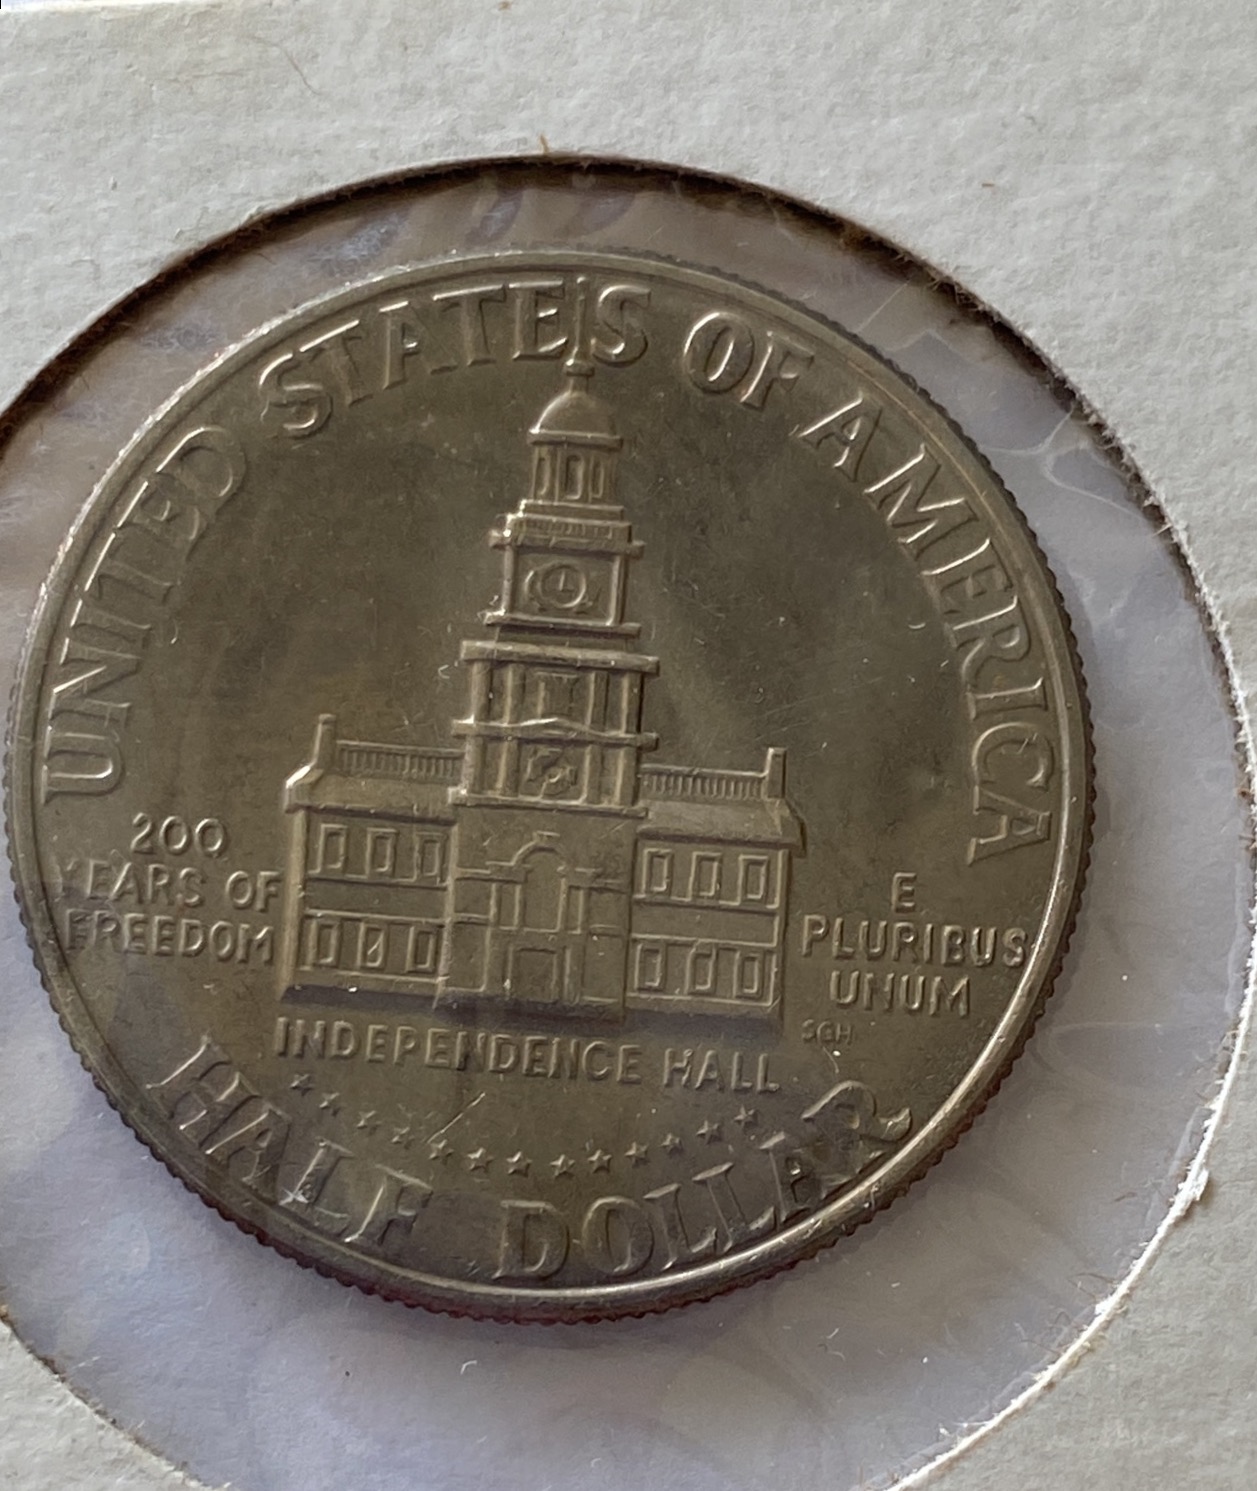 UNITED STATES OF AMERICA
200
YEARS OF
FREEDOM
E
PLURIBUS
UNUM
SGH
INDEPENDENCE HALL
HALF DOLLAR